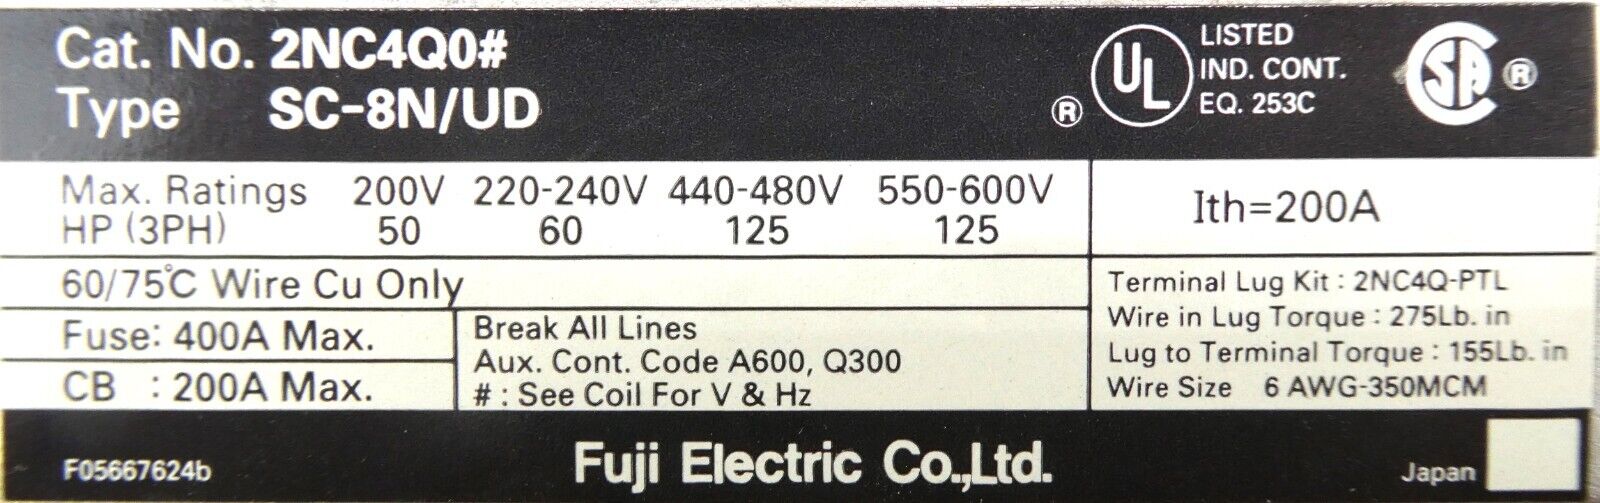 Cat. No. 2NC4Q0#
Type SC-8N/UD
® UL LISTED
IND. CONT.
EQ. 253C
CSA ®
Max. Ratings 200V 220-240V 440-480V 550-600V
HP (3PH) 50 60 125 125
Ith=200A
60/75℃ Wire Cu Only
Fuse: 400A Max.
CB : 200A Max.
Break All Lines
Aux. Cont. Code A600, Q300
# : See Coil For V & Hz
Terminal Lug Kit : 2NC4Q-PTL
Wire in Lug Torque : 275Lb. in
Lug to Terminal Torque : 155Lb. in
Wire Size 6 AWG-350MCM
F05667624b
Fuji Electric Co.,Ltd.
Japan